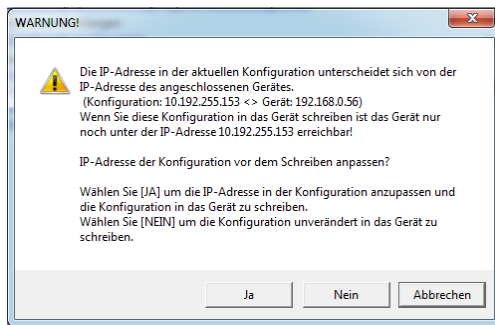 WARNUNG!
Die IP-Adresse in der aktuellen Konfiguration unterscheidet sich von der
IP-Adresse des angeschlossenen Gerätes.
(Konfiguration: 10.192.255.153 <> Gerät: 192.168.0.56)
Wenn Sie diese Konfiguration in das Gerät schreiben ist das Gerät nur
noch unter der IP-Adresse 10.192.255.153 erreichbar!
IP-Adresse der Konfiguration vor dem Schreiben anpassen?
Wählen Sie [JA] um die IP-Adresse in der Konfiguration anzupassen und
die Konfiguration in das Gerät zu schreiben.
Wählen Sie [NEIN] um die Konfiguration unverändert in das Gerät zu
schreiben.
Ja Nein Abbrechen